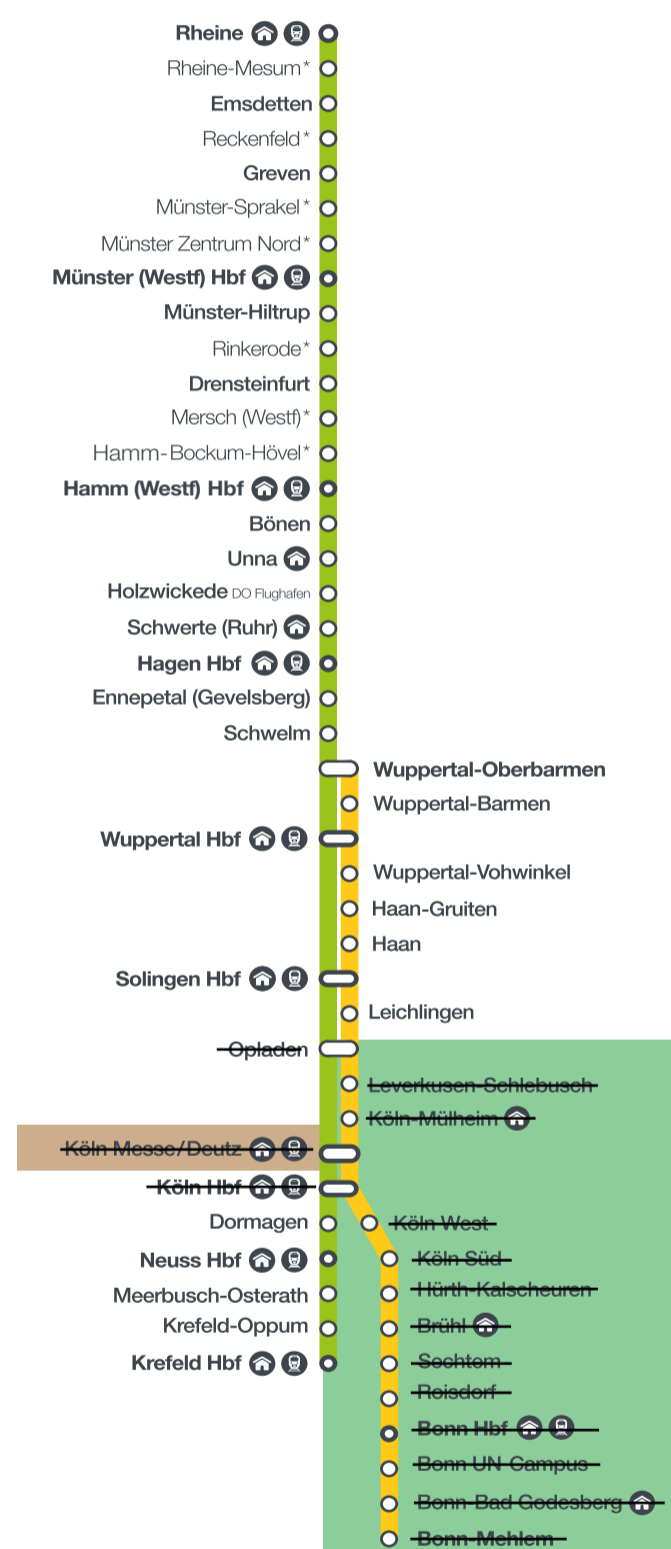 Rheine
Rheine-Mesum*
Emsdetten
Reckenfeld*
Greven
Münster-Sprakel*
Münster Zentrum Nord*
Münster (Westf) Hbf
Münster-Hiltrup
Rinkerode*
Drensteinfurt
Mersch (Westf)*
Hamm-Bockum-Hövel*
Hamm (Westf) Hbf
Bönen
Unna
Holzwickede DO Flughafen
Schwerte (Ruhr)
Hagen Hbf
Ennepetal (Gevelsberg)
Schwelm
Wuppertal-Oberbarmen
Wuppertal-Barmen
Wuppertal Hbf
Wuppertal-Vohwinkel
Haan-Gruiten
Haan
Solingen Hbf
Leichlingen
Opladen
Leverkusen-Schlebusch
Köln-Mülheim
Köln Messe/Deutz
Köln Hbf
Dormagen
Köln West
Neuss Hbf
Köln Süd
Meerbusch-Osterath
Hürth-Kalscheuren
Krefeld-Oppum
Brühl
Krefeld Hbf
Sechtem
Roisdorf
Bonn Hbf
Bonn UN Campus
Bonn-Bad Godesberg
Bonn-Mehlem